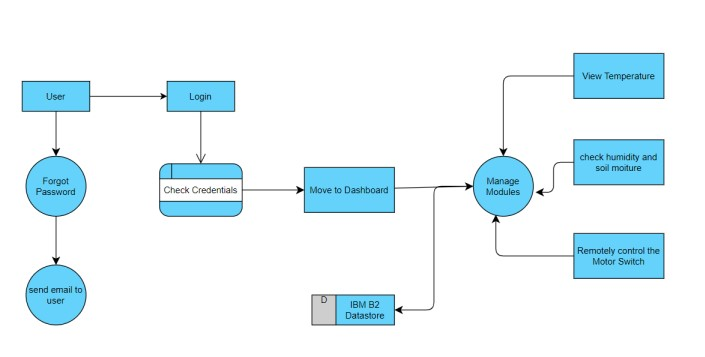 User
Login
View Temperature
Forgot
Password
Check Credentials
Move to Dashboard
Manage
Modules
check humidity and
soil moiture
Remotely control the
Motor Switch
send email to
user
D
IBM B2
Datastore